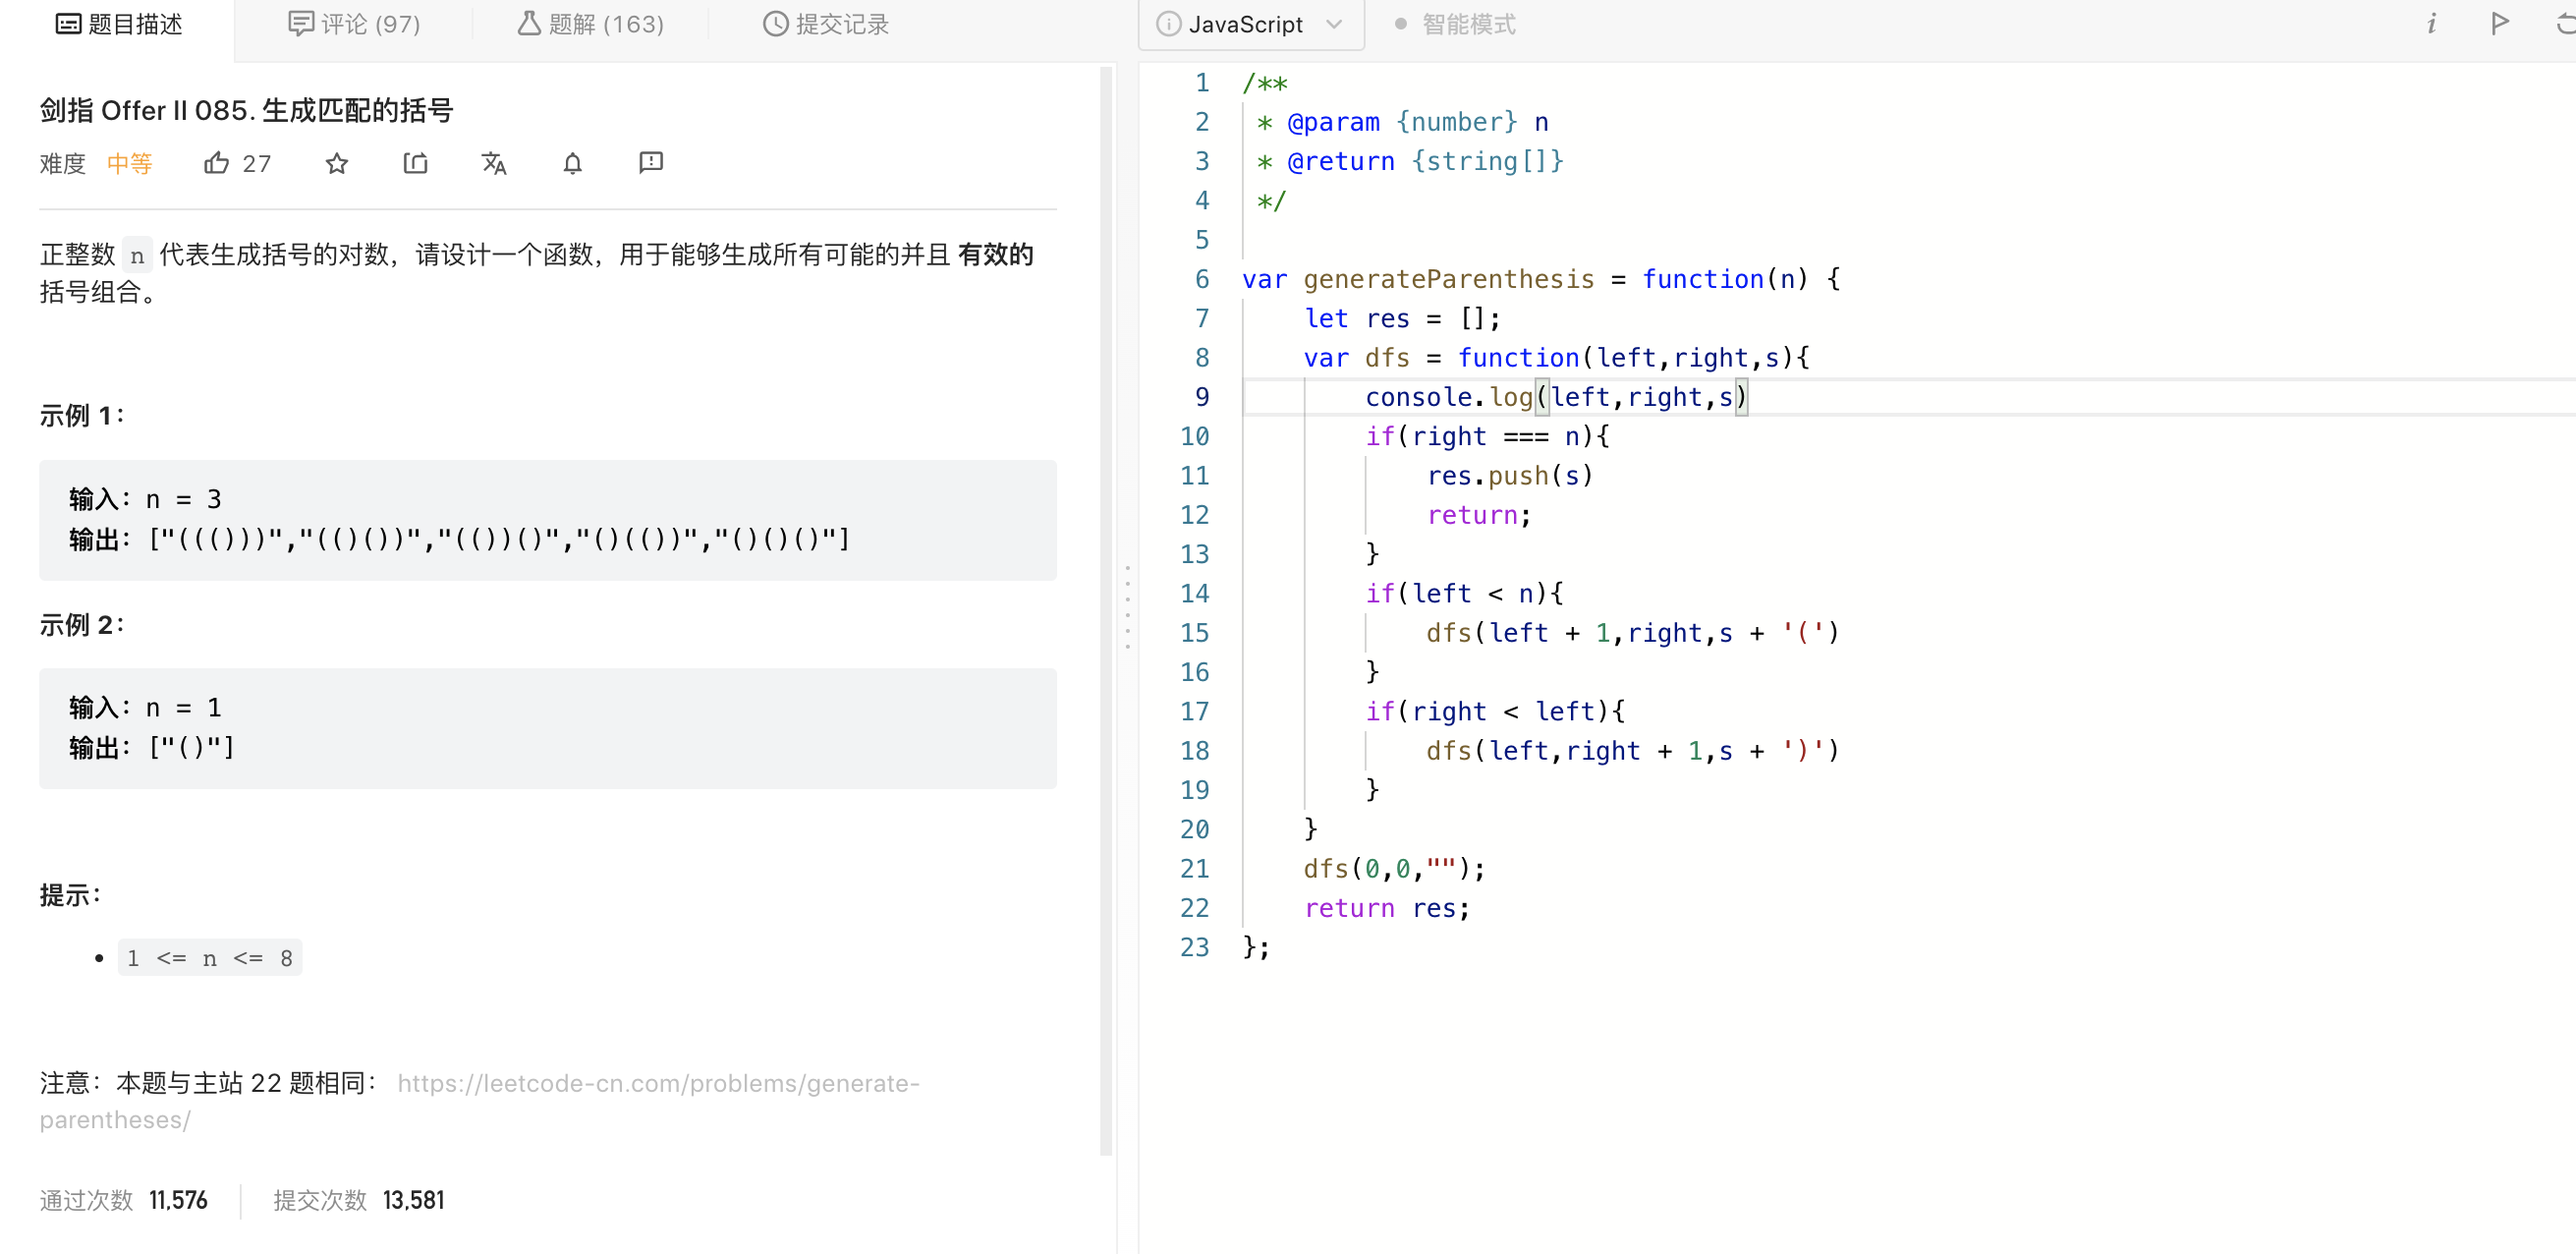 题目描述
评论 (97)
题解 (163)
提交记录
剑指 Offer II 085. 生成匹配的括号
难度 中等 27
正整数 n 代表生成括号的对数，请设计一个函数，用于能够生成所有可能的并且 有效的
括号组合。
示例 1：
输入：n = 3
输出：["((()))","(()())","(())()","()(())","()()()"]
示例 2：
输入：n = 1
输出：["()"]
提示：
1 <= n <= 8
注意：本题与主站 22 题相同： https://leetcode-cn.com/problems/generate-
parentheses/
通过次数 11,576
提交次数 13,581
JavaScript
智能模式
1 /**
2  * @param {number} n
3  * @return {string[]}
4  */
5
6 var generateParenthesis = function(n) {
7     let res = [];
8     var dfs = function(left,right,s){
9         console.log(left,right,s)
10         if(right === n){
11             res.push(s)
12             return;
13         }
14         if(left < n){
15             dfs(left + 1,right,s + '(')
16         }
17         if(right < left){
18             dfs(left,right + 1,s + ')')
19         }
20     }
21     dfs(0,0,"");
22     return res;
23 };